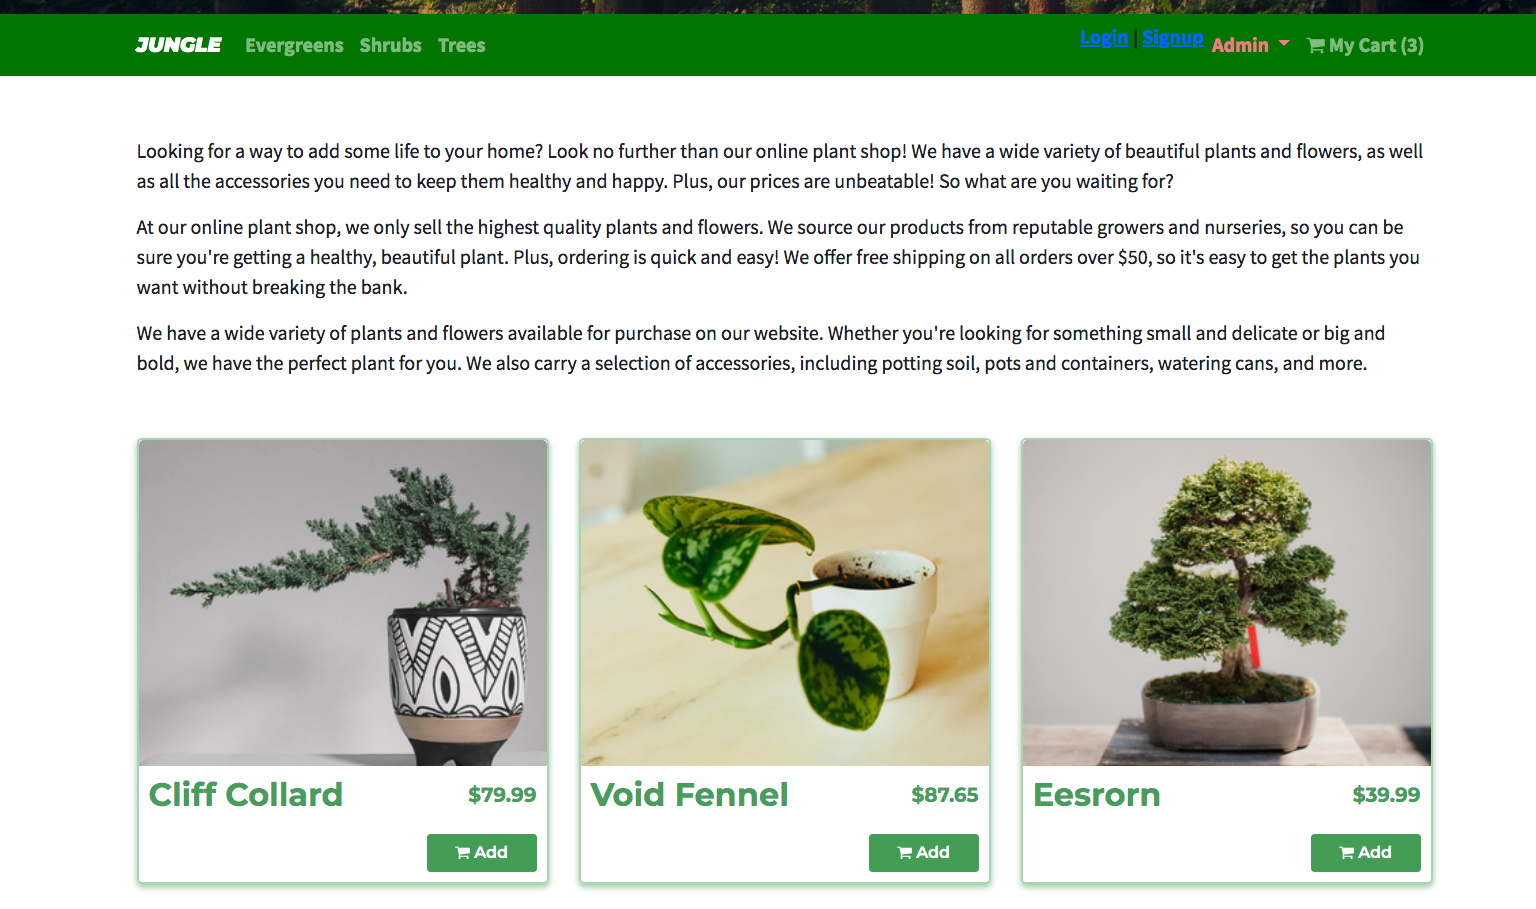 JUNGLE Evergreens Shrubs Trees Login | Signup Admin My Cart (3)
Looking for a way to add some life to your home? Look no further than our online plant shop! We have a wide variety of beautiful plants and flowers, as well
as all the accessories you need to keep them healthy and happy. Plus, our prices are unbeatable! So what are you waiting for?
At our online plant shop, we only sell the highest quality plants and flowers. We source our products from reputable growers and nurseries, so you can be
sure you're getting a healthy, beautiful plant. Plus, ordering is quick and easy! We offer free shipping on all orders over $50, so it's easy to get the plants you
want without breaking the bank.
We have a wide variety of plants and flowers available for purchase on our website. Whether you're looking for something small and delicate or big and
bold, we have the perfect plant for you. We also carry a selection of accessories, including potting soil, pots and containers, watering cans, and more.
Cliff Collard $79.99
Add
Void Fennel $87.65
Add
Eesrorn $39.99
Add